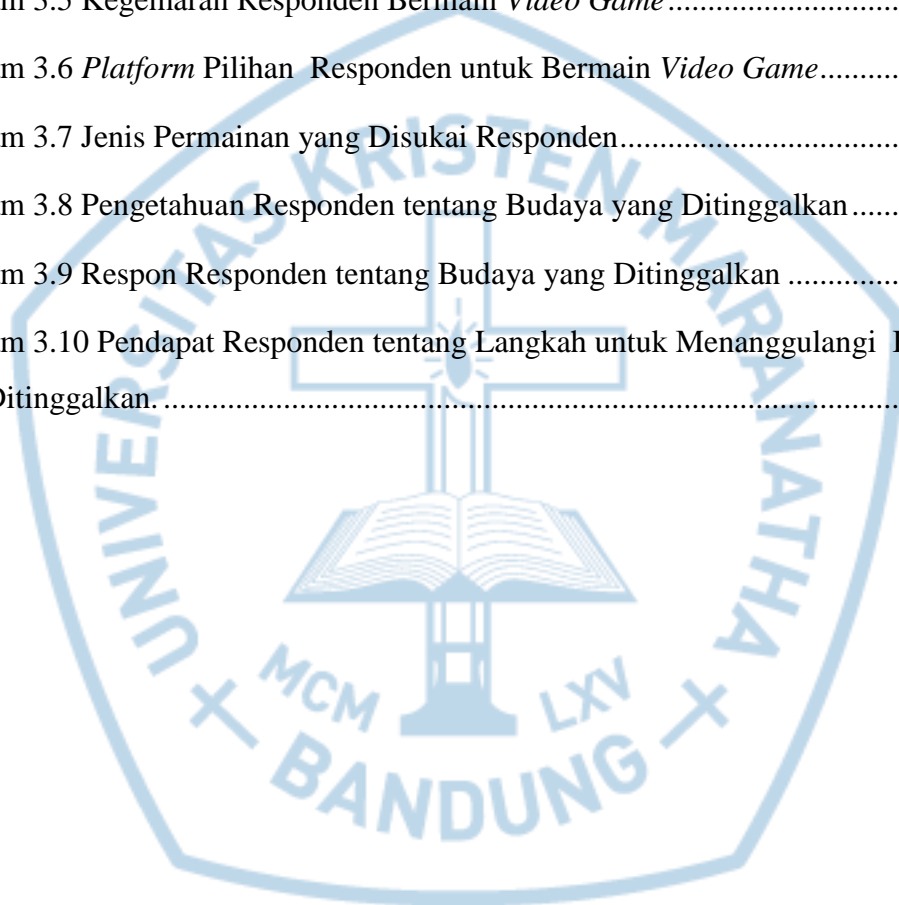 m 3.5 Kegemaran Responden Bermain Video Game........................................
m 3.6 Platform Pilihan  Responden untuk Bermain Video Game..........
m 3.7 Jenis Permainan yang Disukai Responden...................................
m 3.8 Pengetahuan Responden tentang Budaya yang Ditinggalkan......
m 3.9 Respon Responden tentang Budaya yang Ditinggalkan ..............
m 3.10 Pendapat Responden tentang Langkah untuk Menanggulangi
Ditinggalkan. ...........................................................................................
UNIVERSITAS KRISTEN MARANATHA
MCM LXV
BANDUNG